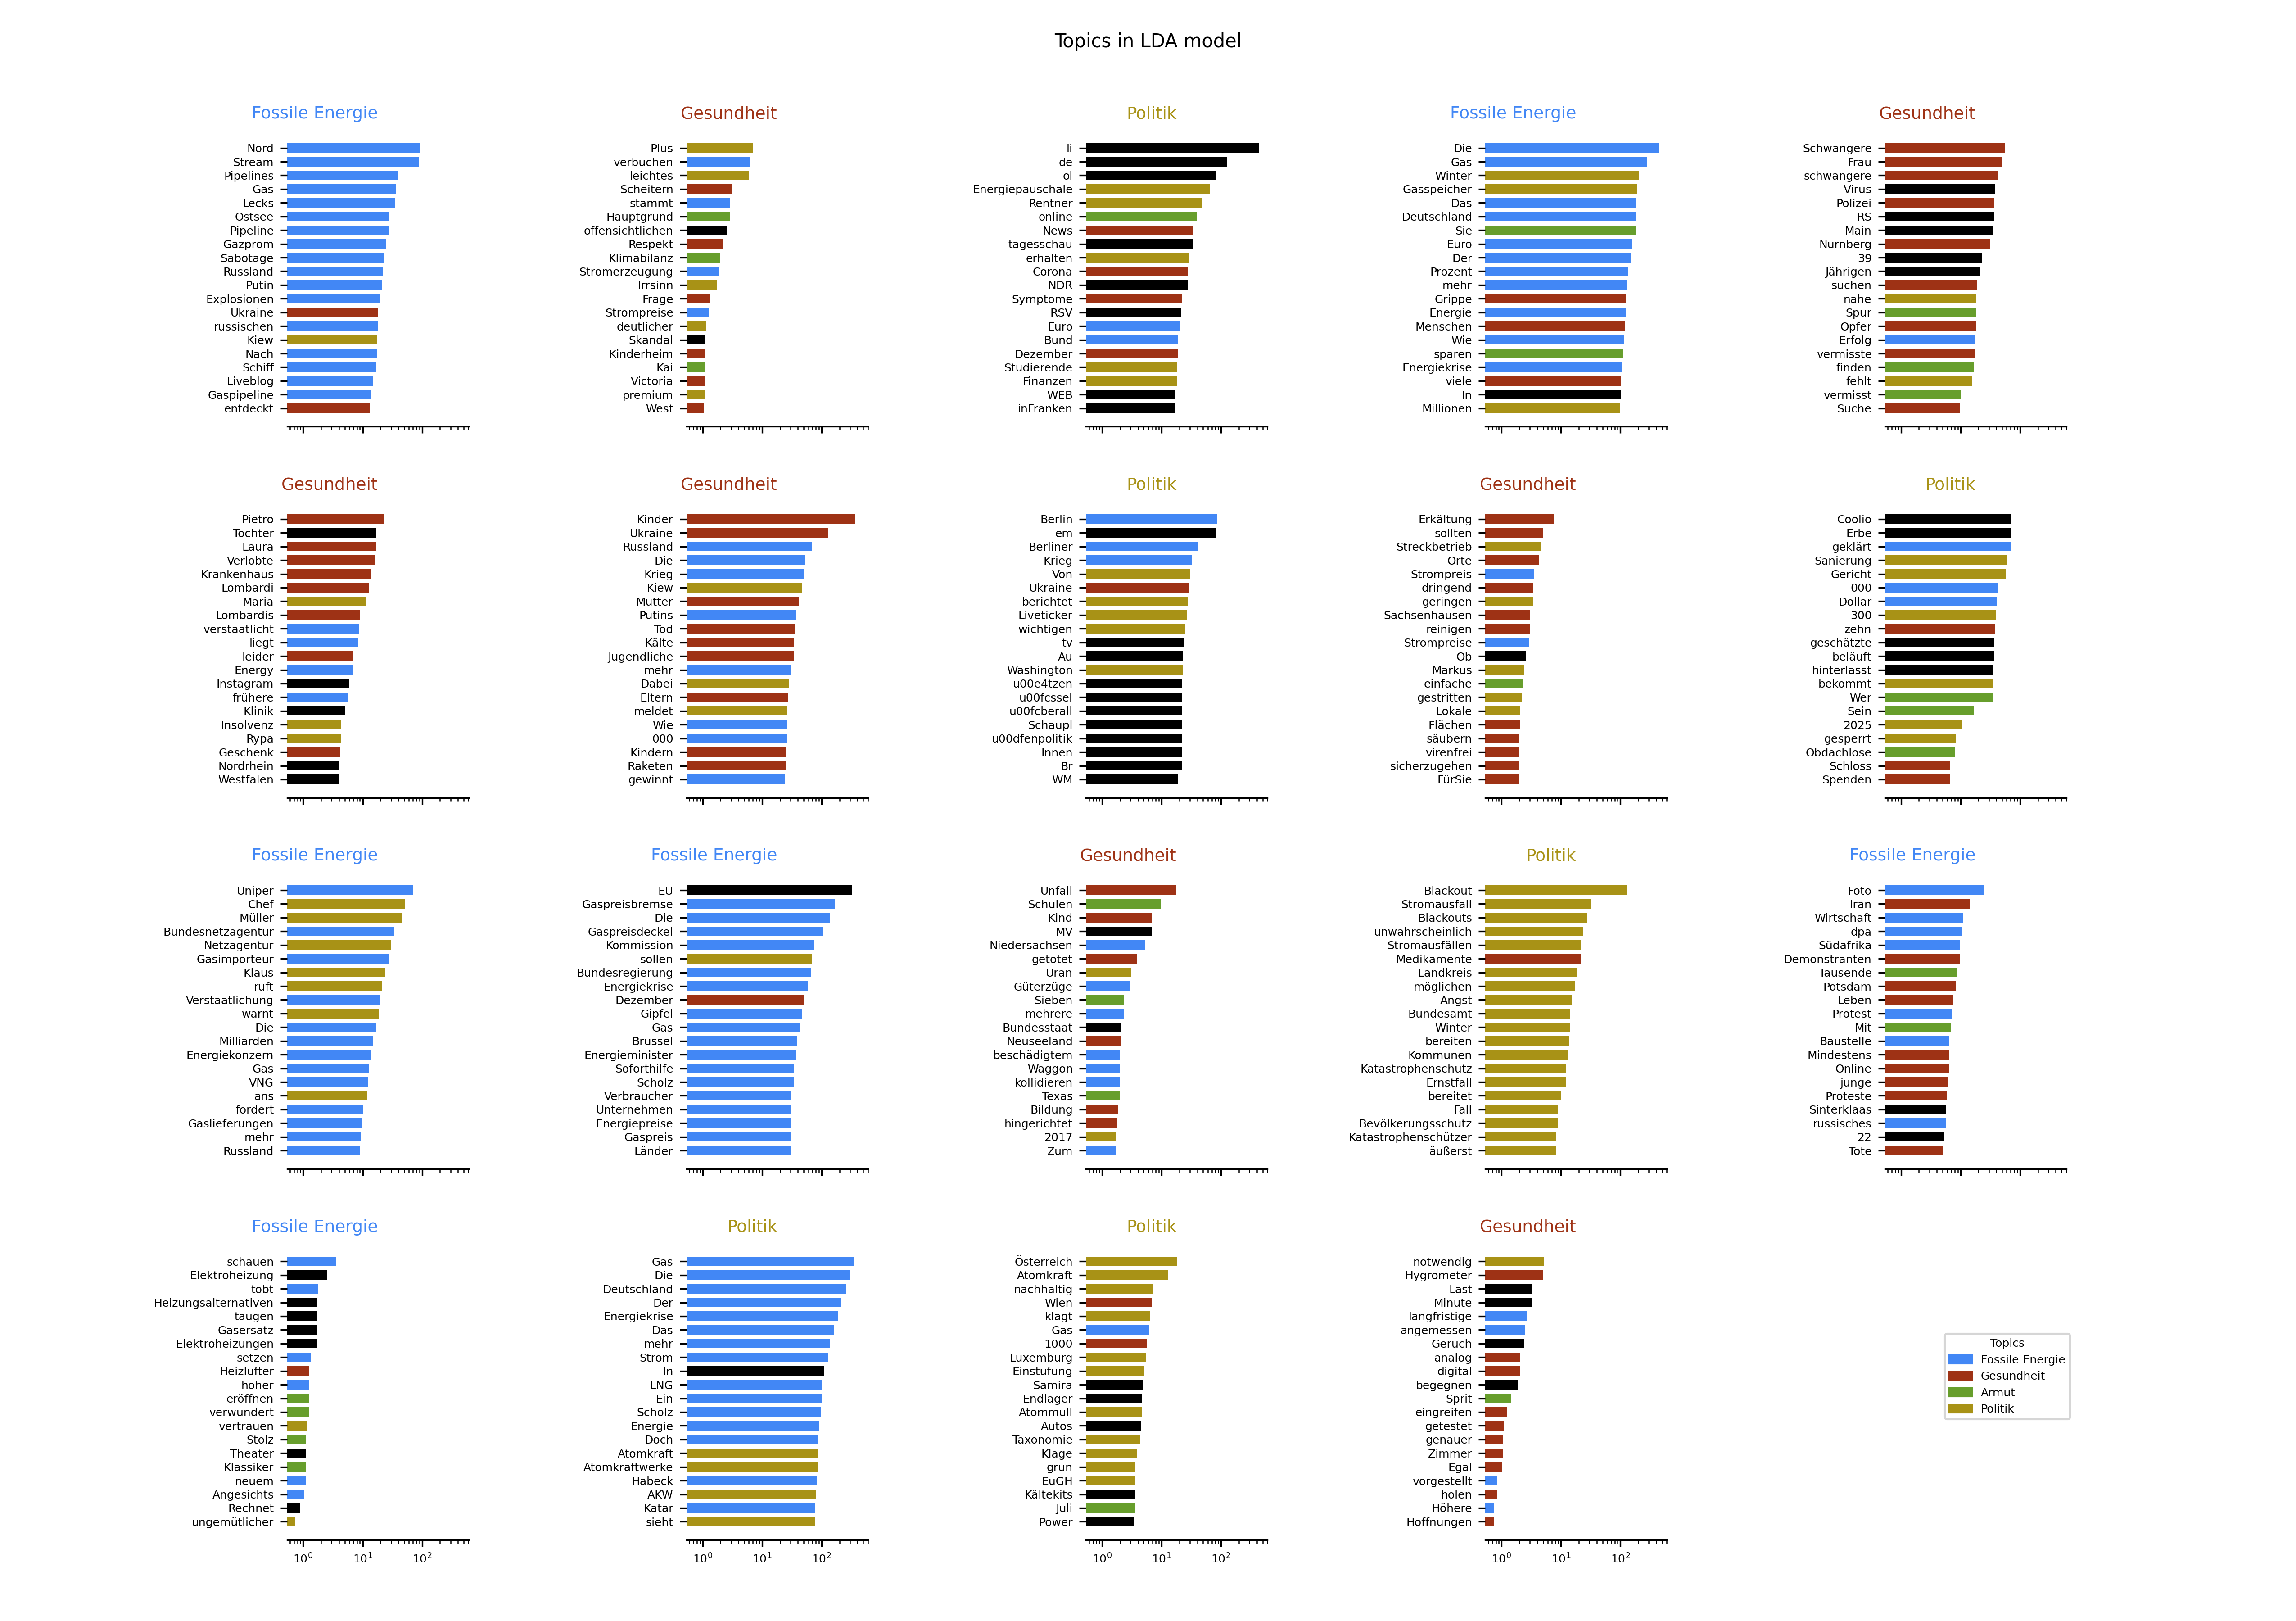 Topics in LDA model
Fossile Energie
Nord
Stream
Pipelines
Gas
Lecks
Ostsee
Pipeline
Gazprom
Sabotage
Russland
Putin
Explosionen
Ukraine
russischen
Kiew
Nach
Schiff
Liveblog
Gaspipeline
entdeckt
Gesundheit
Plus
verbuchen
leichtes
Scheitern
stammt
Hauptgrund
offensichtlichen
Respekt
Klimabilanz
Stromerzeugung
Irrsinn
Frage
Strompreise
deutlicher
Skandal
Kinderheim
Kai
Victoria
premium
West
Politik
li
de
ol
Energiepauschale
Rentner
online
News
tagesschau
erhalten
Corona
NDR
Symptome
RSV
Euro
Bund
Dezember
Studierende
Finanzen
WEB
inFranken
Fossile Energie
Die
Gas
Winter
Gasspeicher
Das
Deutschland
Sie
Euro
Der
Prozent
mehr
Grippe
Energie
Menschen
Wie
sparen
Energiekrise
viele
In
Millionen
Gesundheit
Schwangere
Frau
schwangere
Virus
Polizei
RS
Main
Nürnberg
39
Jährigen
suchen
nahe
Spur
Opfer
Erfolg
vermisste
finden
fehlt
vermisst
Suche
Gesundheit
Pietro
Tochter
Laura
Verlobte
Krankenhaus
Lombardi
Maria
Lombardis
verstaatlicht
liegt
leider
Energy
Instagram
frühere
Klinik
Insolvenz
Rypa
Geschenk
Nordrhein
Westfalen
Gesundheit
Kinder
Ukraine
Russland
Die
Krieg
Kiew
Mutter
Putins
Tod
Kälte
Jugendliche
mehr
Dabei
Eltern
meldet
Wie
000
Kindern
Raketen
gewinnt
Politik
Berlin
em
Berliner
Krieg
Von
Ukraine
berichtet
Liveticker
wichtigen
tv
Au
Washington
u00e4tzen
u00fcssel
u00fcberall
Schaupl
u00dfenpolitik
Innen
Br
WM
Gesundheit
Erkältung
sollten
Streckbetrieb
Orte
Strompreis
dringend
geringen
Sachsenhausen
reinigen
Strompreise
Ob
Markus
einfache
gestritten
Lokale
Flächen
säubern
virenfrei
sicherzugehen
FürSie
Politik
Coolio
Erbe
geklärt
Sanierung
Gericht
000
Dollar
300
zehn
geschätzte
beläuft
hinterlässt
bekommt
Wer
Sein
2025
gesperrt
Obdachlose
Schloss
Spenden
Fossile Energie
Uniper
Chef
Müller
Bundesnetzagentur
Netzagentur
Gasimporteur
Klaus
ruft
Verstaatlichung
warnt
Die
Milliarden
Energiekonzern
Gas
VNG
ans
fordert
Gaslieferungen
mehr
Russland
Fossile Energie
EU
Gaspreisbremse
Die
Gaspreisdeckel
Kommission
sollen
Bundesregierung
Energiekrise
Dezember
Gipfel
Gas
Brüssel
Energieminister
Soforthilfe
Scholz
Verbraucher
Unternehmen
Energiepreise
Gaspreis
Länder
Gesundheit
Unfall
Schulen
Kind
MV
Niedersachsen
getötet
Uran
Güterzüge
Sieben
mehrere
Bundesstaat
Neuseeland
beschädigtem
Waggon
kollidieren
Texas
Bildung
hingerichtet
2017
Zum
Politik
Blackout
Stromausfall
Blackouts
unwahrscheinlich
Stromausfällen
Medikamente
Landkreis
möglichen
Angst
Bundesamt
Winter
bereiten
Kommunen
Katastrophenschutz
Ernstfall
bereitet
Fall
Bevölkerungsschutz
Katastrophenschützer
äußerst
Fossile Energie
Foto
Iran
Wirtschaft
dpa
Südafrika
Demonstranten
Tausende
Potsdam
Leben
Protest
Mit
Baustelle
Mindestens
Online
junge
Proteste
Sinterklaas
russisches
22
Tote
Fossile Energie
schauen
Elektroheizung
tobt
Heizungsalternativen
taugen
Gasersatz
Elektroheizungen
setzen
Heizlüfter
hoher
eröffnen
verwundert
vertrauen
Stolz
Theater
Klassiker
neuem
Angesichts
Rechnet
ungemütlicher
10⁰ 10¹ 10²
Politik
Gas
Die
Deutschland
Der
Energiekrise
Das
mehr
Strom
In
LNG
Ein
Scholz
Energie
Doch
Atomkraft
Atomkraftwerke
Habeck
AKW
Katar
sieht
10⁰ 10¹ 10²
Politik
Österreich
Atomkraft
nachhaltig
Wien
klagt
Gas
1000
Luxemburg
Einstufung
Samira
Endlager
Atommüll
Autos
Taxonomie
Klage
grün
EuGH
Kältekits
Juli
Power
10⁰ 10¹ 10²
Gesundheit
notwendig
Hygrometer
Last
Minute
langfristige
angemessen
Geruch
analog
digital
begegnen
Sprit
eingreifen
getestet
genauer
Zimmer
Egal
vorgestellt
holen
Höhere
Hoffnungen
10⁰ 10¹ 10²
Topics
Fossile Energie
Gesundheit
Armut
Politik